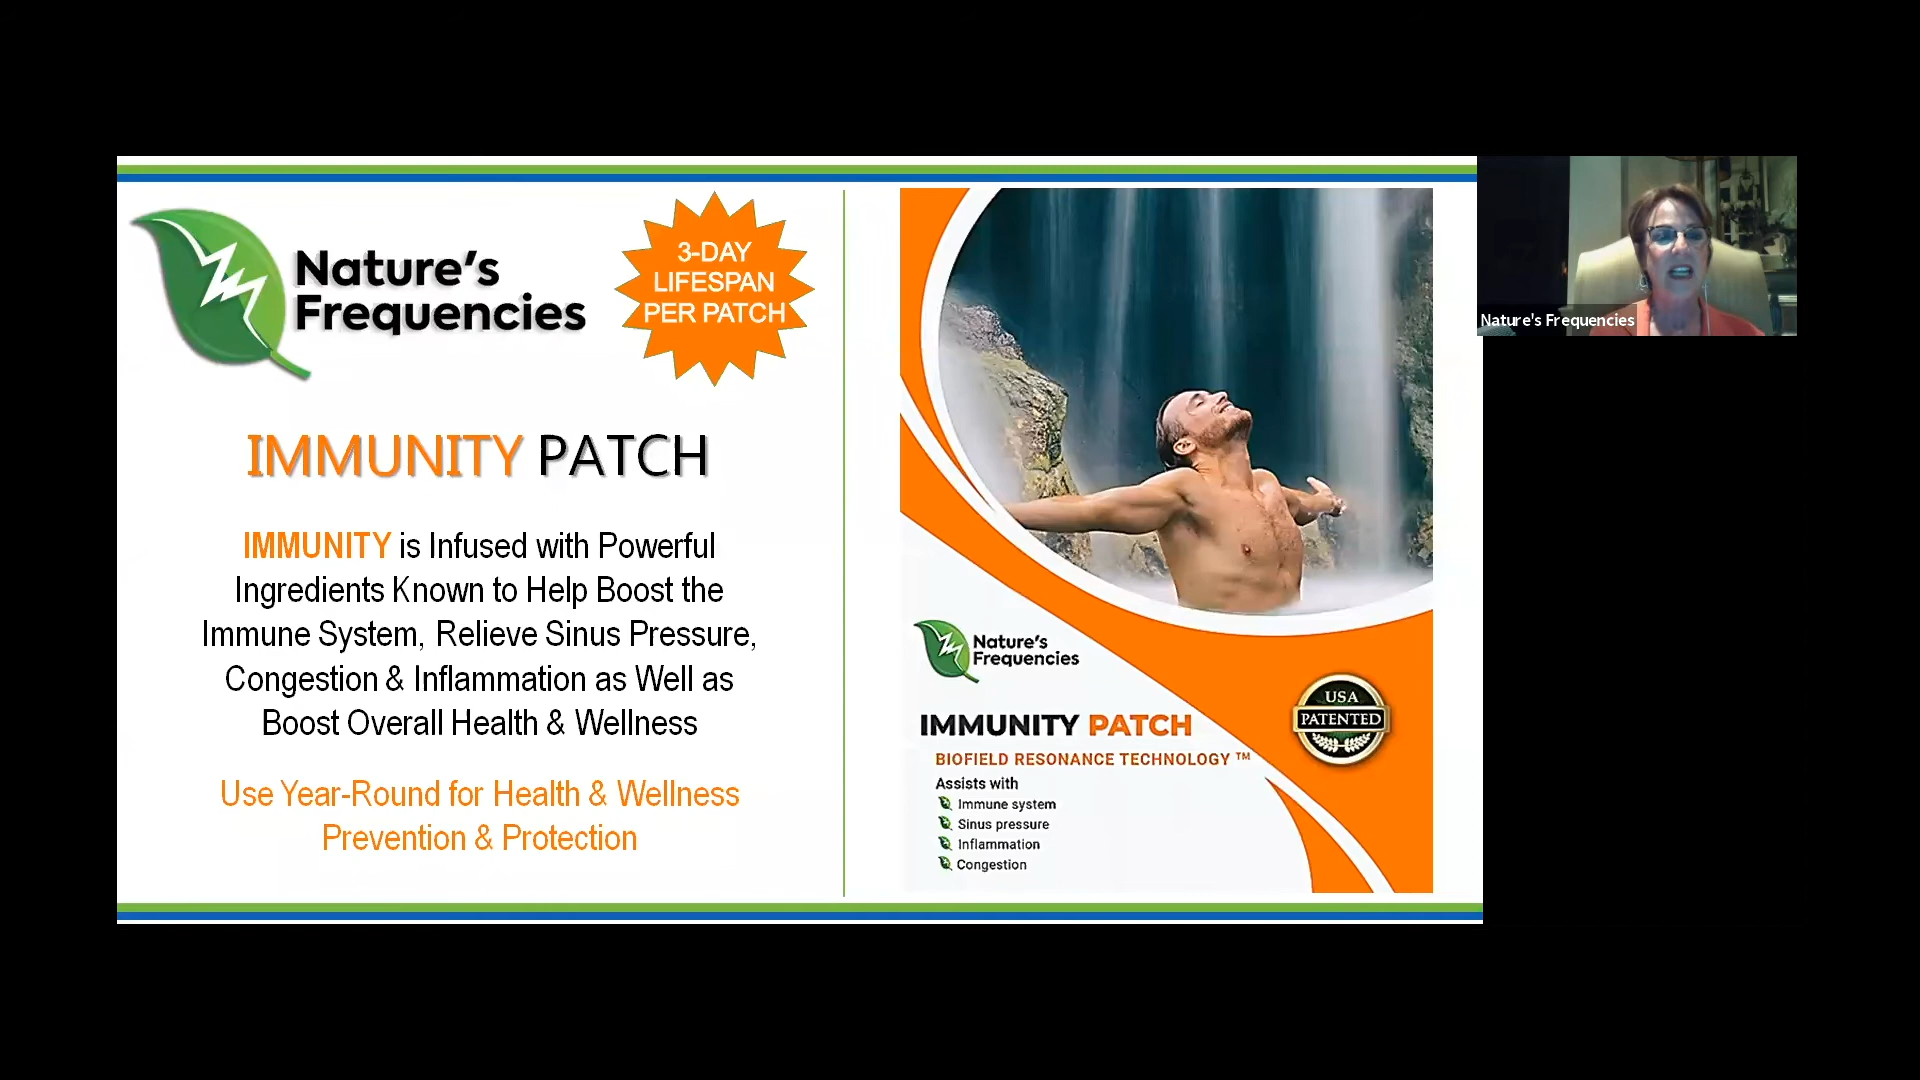 Nature's
Frequencies
3-DAY
LIFESPAN
PER PATCH
IMMUNITY PATCH
IMMUNITY is Infused with Powerful
Ingredients Known to Help Boost the
Immune System, Relieve Sinus Pressure,
Congestion & Inflammation as Well as
Boost Overall Health & Wellness
Use Year-Round for Health & Wellness
Prevention & Protection
Nature's
Frequencies
IMMUNITY PATCH
BIOFIELD RESONANCE TECHNOLOGY ™
Assists with
Immune system
Sinus pressure
Inflammation
Congestion
USA
PATENTED
Nature's Frequencies